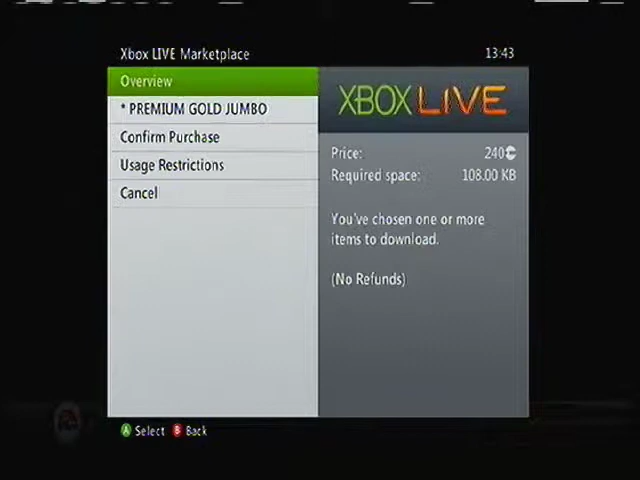 Xbox LIVE Marketplace 13:43
Overview
* PREMIUM GOLD JUMBO
Confirm Purchase
Usage Restrictions
Cancel
XBOX LIVE
Price: 240
Required space: 108.00 KB
You've chosen one or more
items to download.
(No Refunds)
A Select B Back